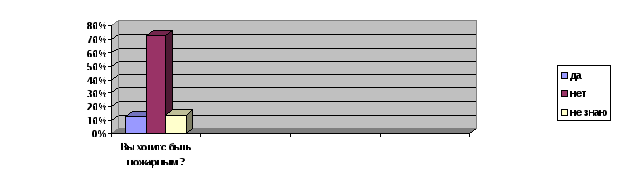 80%
70%
60%
50%
40%
30%
20%
10%
0%
Вы хотите быть
пожарным?
да
нет
не знаю